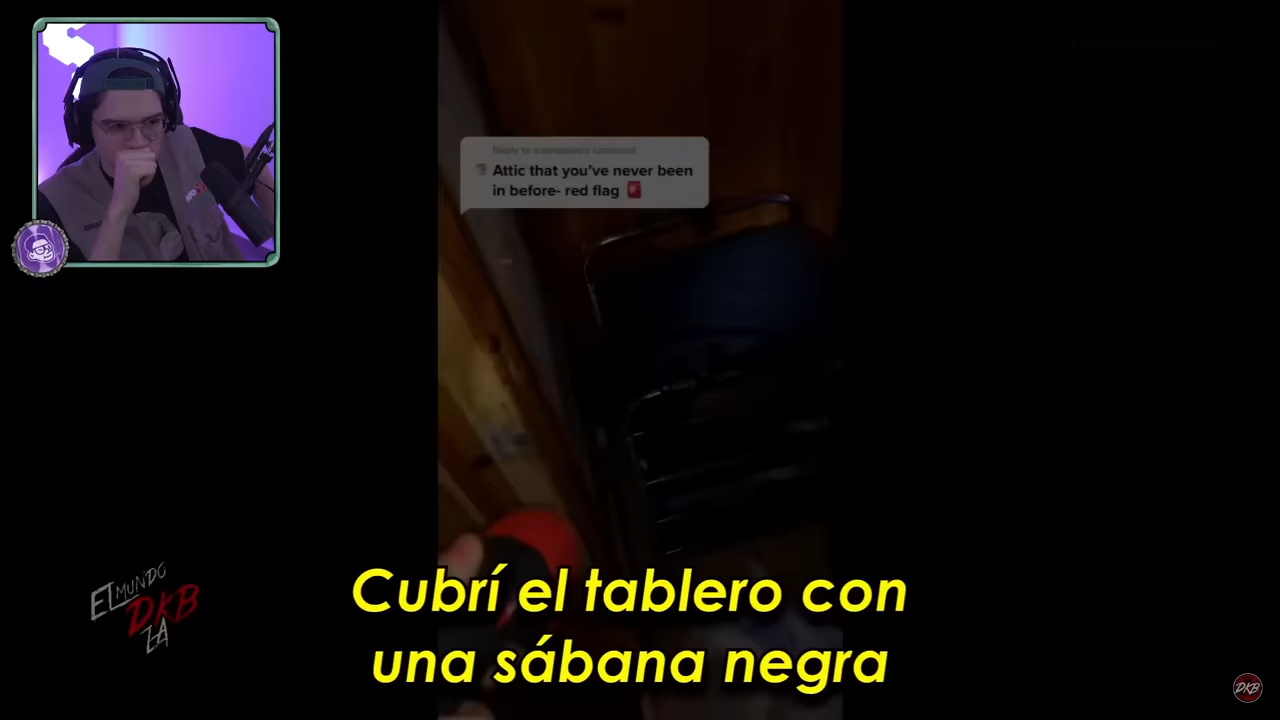 Attic that you've never been
in before- red flag
EL MUNDO
DKB
ZA
Cubrí el tablero con
una sábana negra
DKB